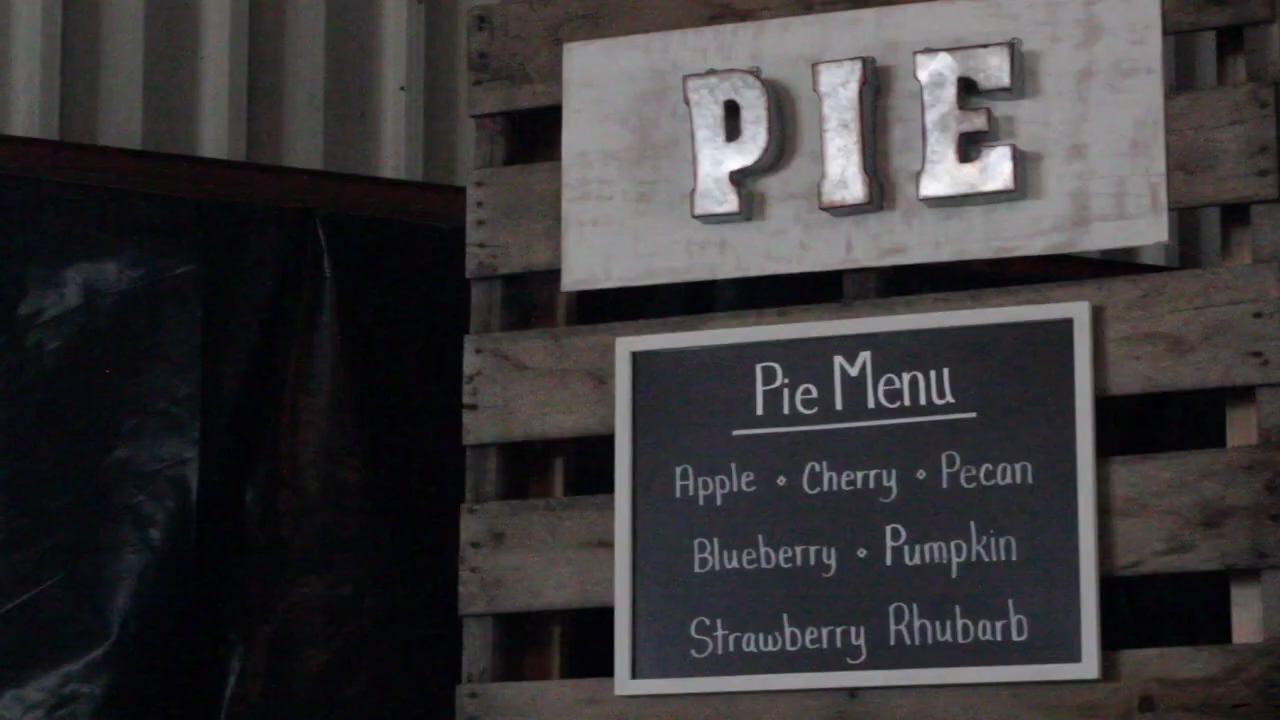 PIE
Pie Menu
Apple ∘ Cherry ∘ Pecan
Blueberry ∘ Pumpkin
Strawberry Rhubarb